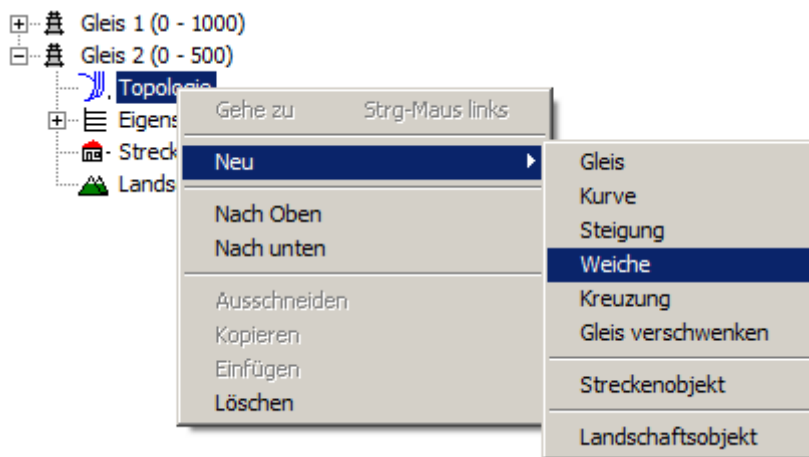 Gleis 1 (0 - 1000)
Gleis 2 (0 - 500)
Topologie
Eigens
Streck
Lands
Gehe zu Strg-Maus links
Neu
Nach Oben
Nach unten
Ausschneiden
Kopieren
Einfügen
Löschen
Gleis
Kurve
Steigung
Weiche
Kreuzung
Gleis verschwenken
Streckenobjekt
Landschaftsobjekt